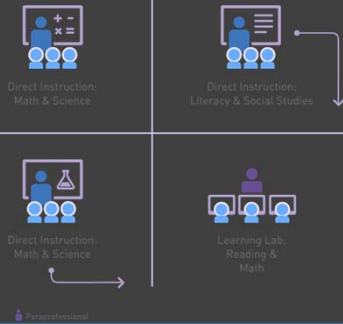 Direct Instruction:
Math & Science
Direct Instruction:
Literacy & Social Studies
Direct Instruction:
Math & Science
Learning Lab:
Reading &
Math
Paraprofessional